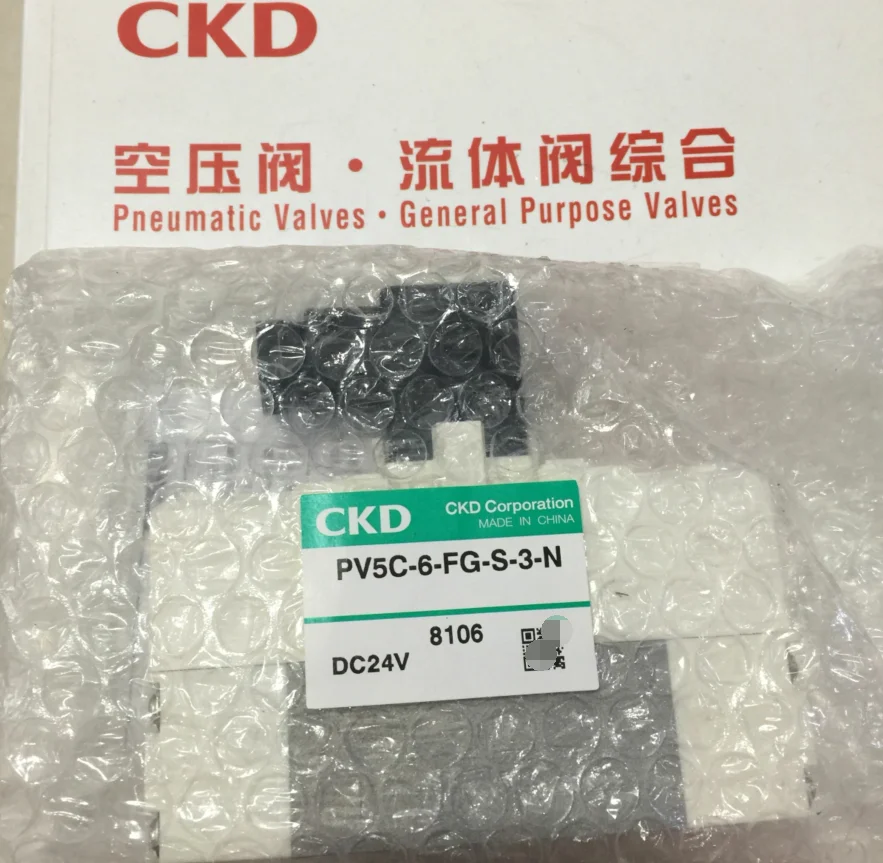 CKD
空压阀・流体阀综合
Pneumatic Valves・General Purpose Valves
CKD
CKD Corporation
MADE IN CHINA
PV5C-6-FG-S-3-N
8106
DC24V